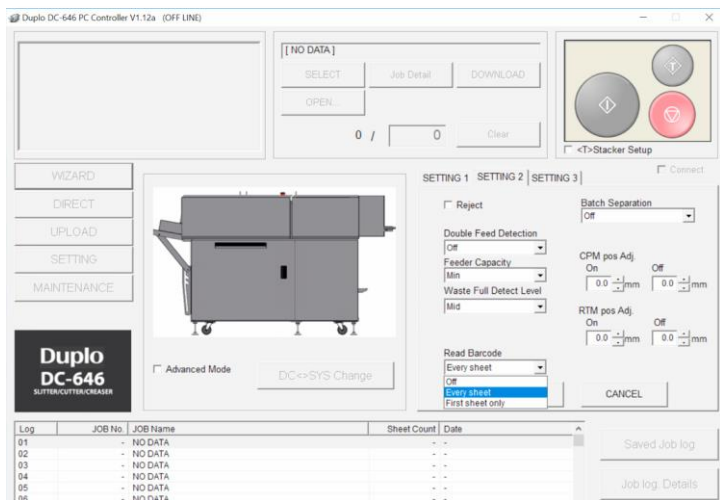 Duplo DC-646 PC Controller V1.12a (OFF LINE)
[ NO DATA ]
SELECT
Job Detail
DOWNLOAD
OPEN...
0 / 0
Clear
<T>Stacker Setup
Connect
WIZARD
DIRECT
UPLOAD
SETTING
MAINTENANCE
Duplo
DC-646
SLITTER/CUTTER/CREASER
Advanced Mode
DC<=>SYS Change
SETTING 1 SETTING 2 SETTING 3
Reject
Batch Separation
Off
Double Feed Detection
Off
Feeder Capacity
Min
Waste Full Detect Level
Mid
CPM pos Adj.
On Off
0.0 mm 0.0 mm
RTM pos Adj.
On Off
0.0 mm 0.0 mm
Read Barcode
Every sheet
Off
Every sheet
First sheet only
CANCEL
Log JOB No. JOB Name Sheet Count Date
01 - NO DATA - -
02 - NO DATA - -
03 - NO DATA - -
04 - NO DATA - -
05 - NO DATA - -
06 - NO DATA - -
Saved Job log
Job log. Details